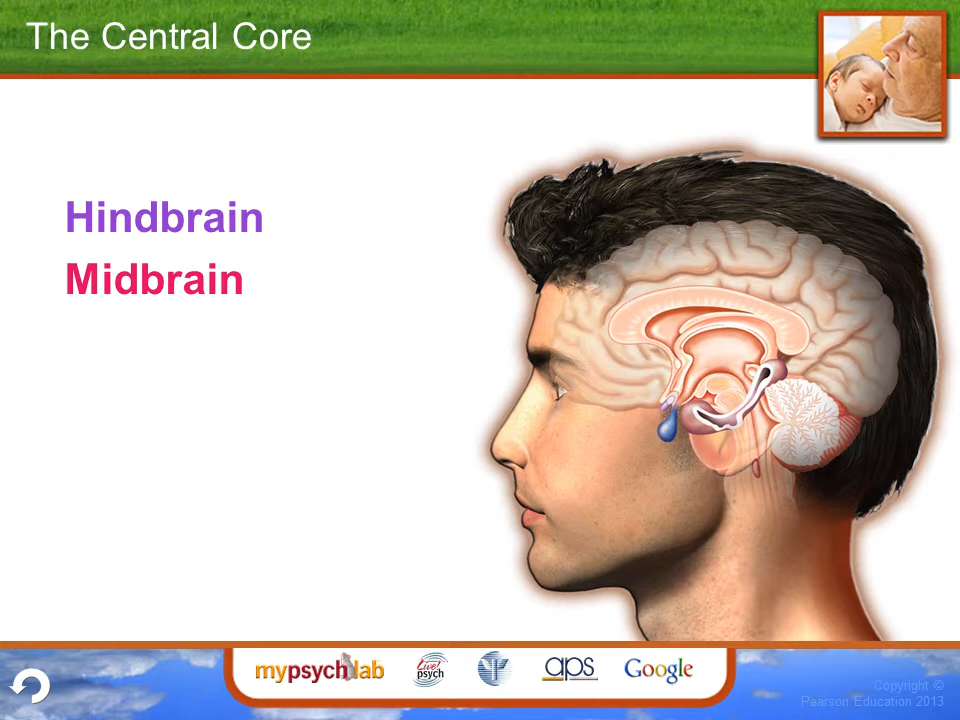 The Central Core
Hindbrain
Midbrain
mypsychlab
Live!
psych
aps
Google
Copyright ©
Pearson Education 2013